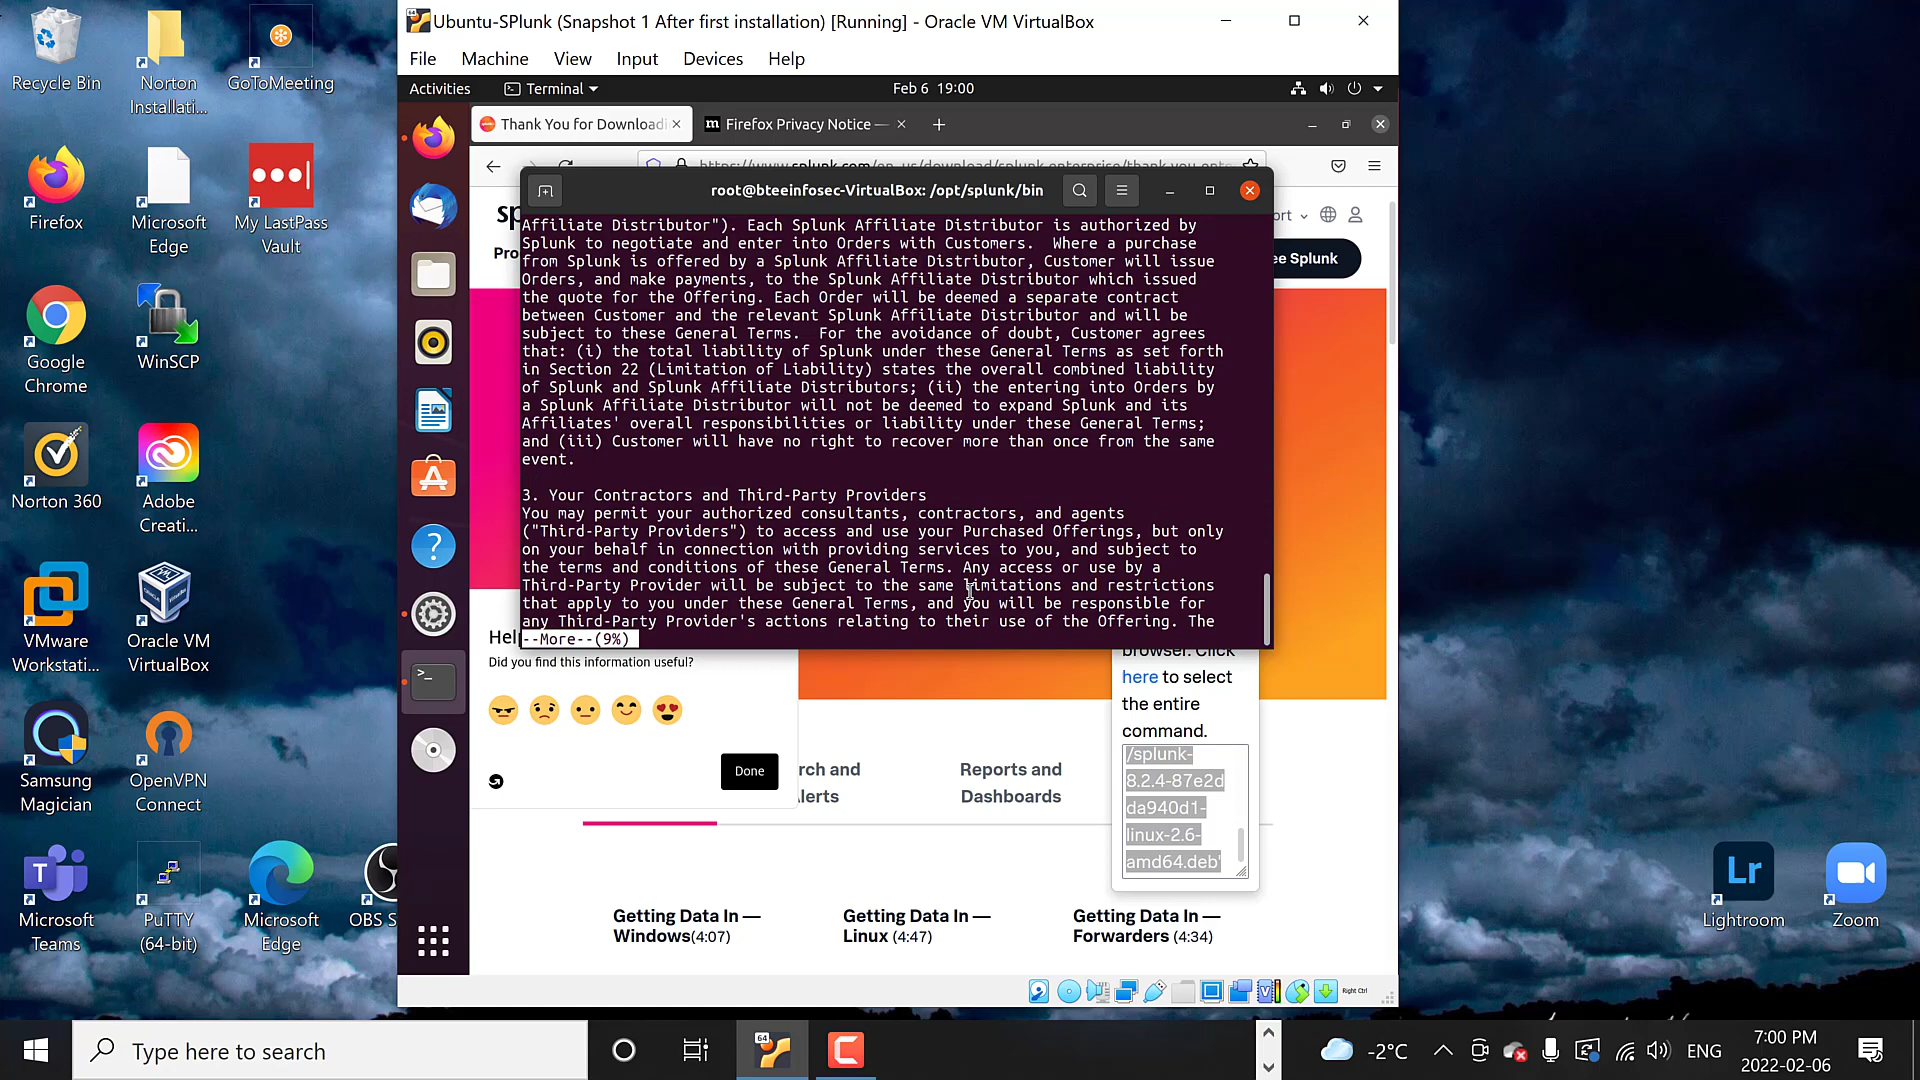 Ubuntu-SPlunk (Snapshot 1 After first installation) [Running] - Oracle VM VirtualBox
File Machine View Input Devices Help
Activities Terminal Feb 6 19:00
Thank You for Downloadi
Firefox Privacy Notice —
root@bteeinfosec-VirtualBox: /opt/splunk/bin
sp
ort
Pro
ee Splunk
Affiliate Distributor"). Each Splunk Affiliate Distributor is authorized by
Splunk to negotiate and enter into Orders with Customers.  Where a purchase
from Splunk is offered by a Splunk Affiliate Distributor, Customer will issue
Orders, and make payments, to the Splunk Affiliate Distributor which issued
the quote for the Offering. Each Order will be deemed a separate contract
between Customer and the relevant Splunk Affiliate Distributor and will be
subject to these General Terms.  For the avoidance of doubt, Customer agrees
that: (i) the total liability of Splunk under these General Terms as set forth
in Section 22 (Limitation of Liability) states the overall combined liability
of Splunk and Splunk Affiliate Distributors; (ii) the entering into Orders by
a Splunk Affiliate Distributor will not be deemed to expand Splunk and its
Affiliates' overall responsibilities or liability under these General Terms;
and (iii) Customer will have no right to recover more than once from the same
event.
3. Your Contractors and Third-Party Providers
You may permit your authorized consultants, contractors, and agents
("Third-Party Providers") to access and use your Purchased Offerings, but only
on your behalf in connection with providing services to you, and subject to
the terms and conditions of these General Terms. Any access or use by a
Third-Party Provider will be subject to the same limitations and restrictions
that apply to you under these General Terms, and you will be responsible for
any Third-Party Provider's actions relating to their use of the Offering. The
--More--(9%)
Help
Did you find this information useful?
Done
browser. Click
here to select
the entire
command.
/splunk-
8.2.4-87e2d
da940d1-
linux-2.6-
amd64.deb'
rch and
lerts
Reports and
Dashboards
Getting Data In —
Windows(4:07)
Getting Data In —
Linux (4:47)
Getting Data In —
Forwarders (4:34)
Right Ctrl
Recycle Bin
Norton
Installati...
GoToMeeting
Firefox
Microsoft
Edge
My LastPass
Vault
Google
Chrome
WinSCP
Norton 360
Adobe
Creati...
VMware
Workstati...
Oracle VM
VirtualBox
Samsung
Magician
OpenVPN
Connect
Microsoft
Teams
PuTTY
(64-bit)
Microsoft
Edge
OBS S
Lr
Lightroom
Zoom
Type here to search
64
-2°C
ENG
7:00 PM
2022-02-06